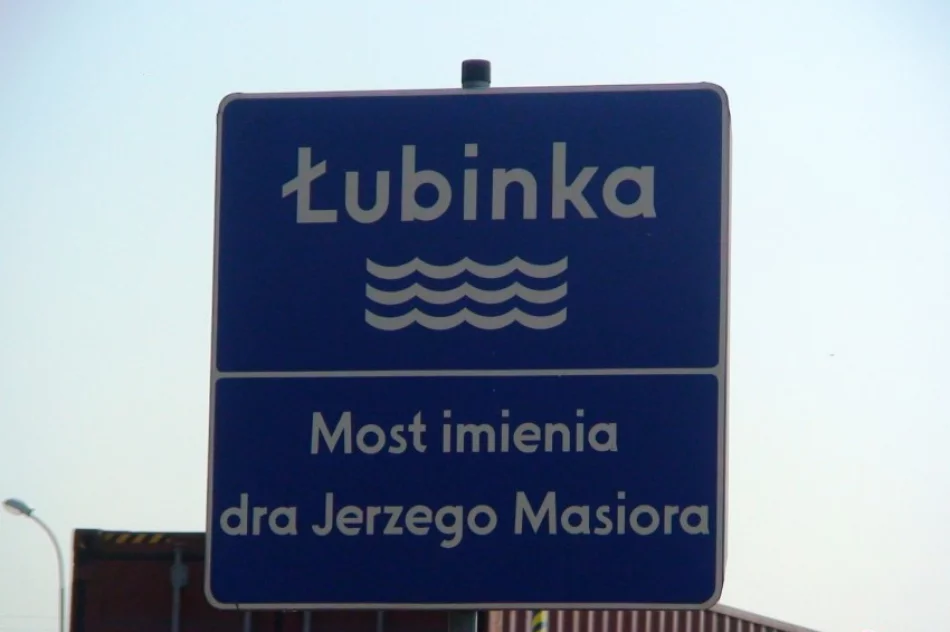 Łubinka
Most imienia
dra Jerzego Masiora